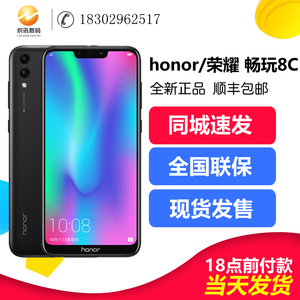 炽讯数码
18302962517
honor/荣耀 畅玩8C
全新正品 顺丰包邮
同城速发
全国联保
现货发售
honor
10:08
honor
18点前付款
当天发货